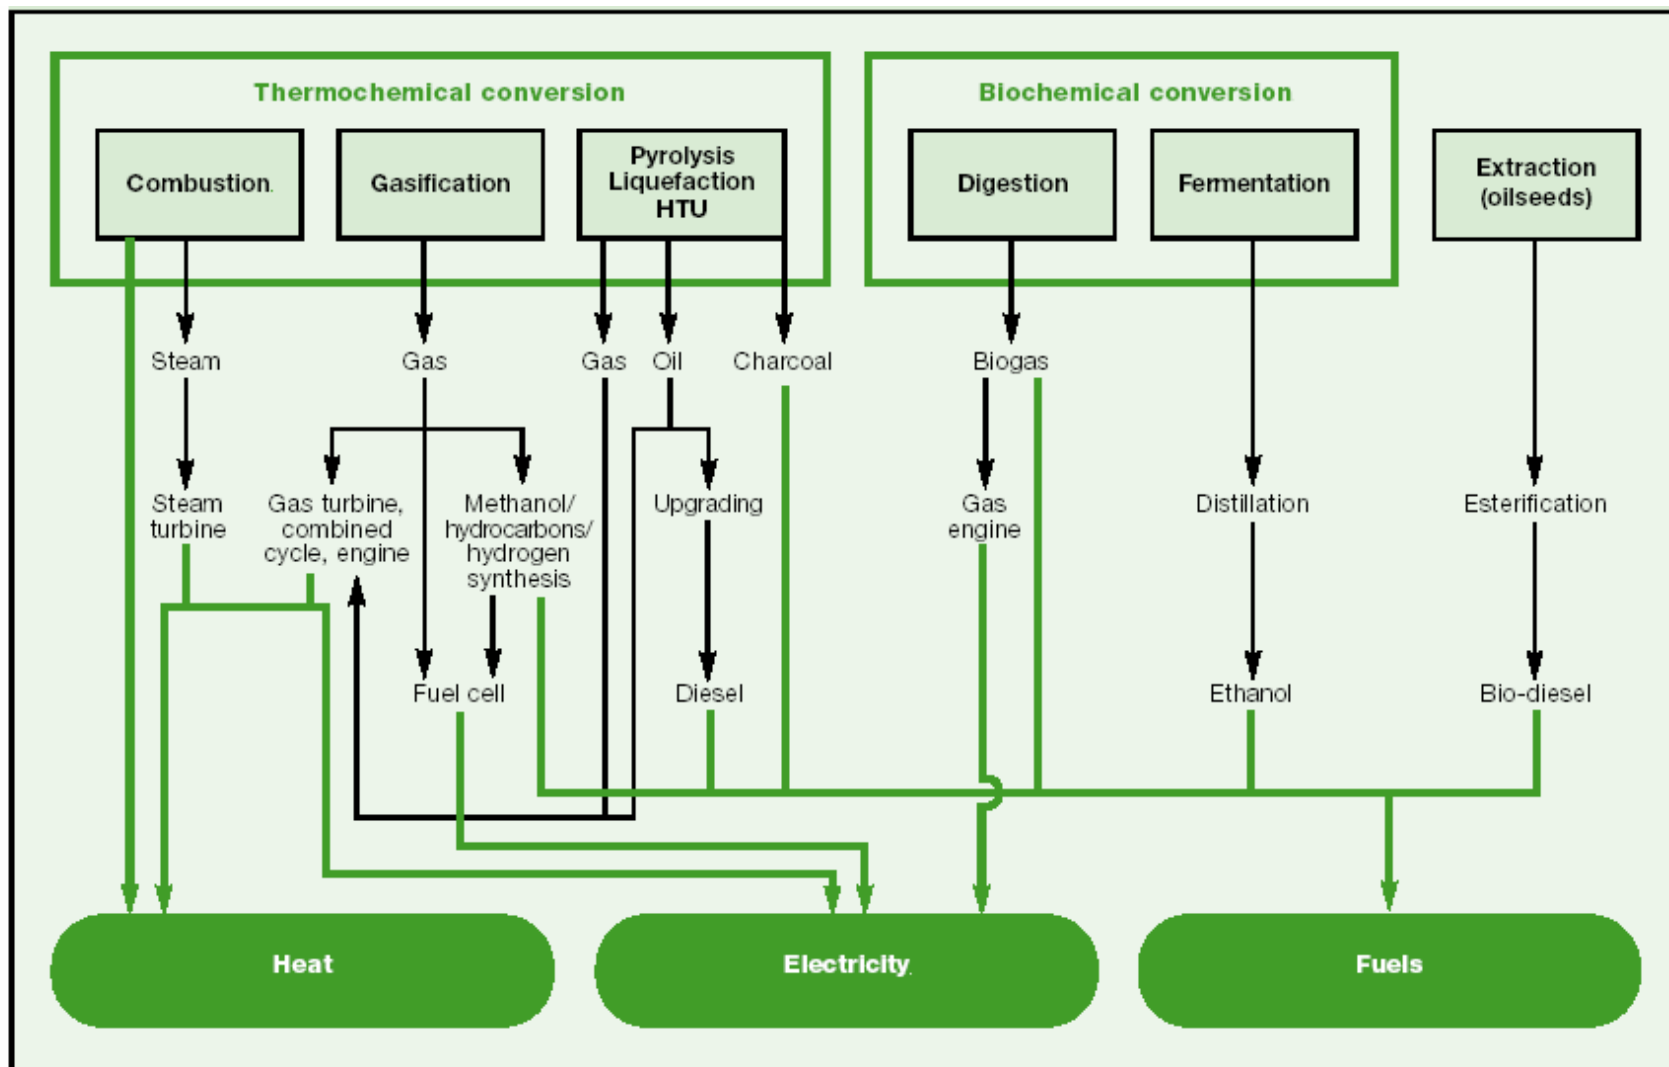 Thermochemical conversion
Biochemical conversion
Combustion
Gasification
Pyrolysis
Liquefaction
HTU
Digestion
Fermentation
Extraction
(oilseeds)
Steam
Gas
Gas
Oil
Charcoal
Biogas
Steam
turbine
Gas turbine,
combined
cycle, engine
Methanol/
hydrocarbons/
hydrogen
synthesis
Upgrading
Gas
engine
Distillation
Esterification
Fuel cell
Diesel
Ethanol
Bio-diesel
Heat
Electricity
Fuels